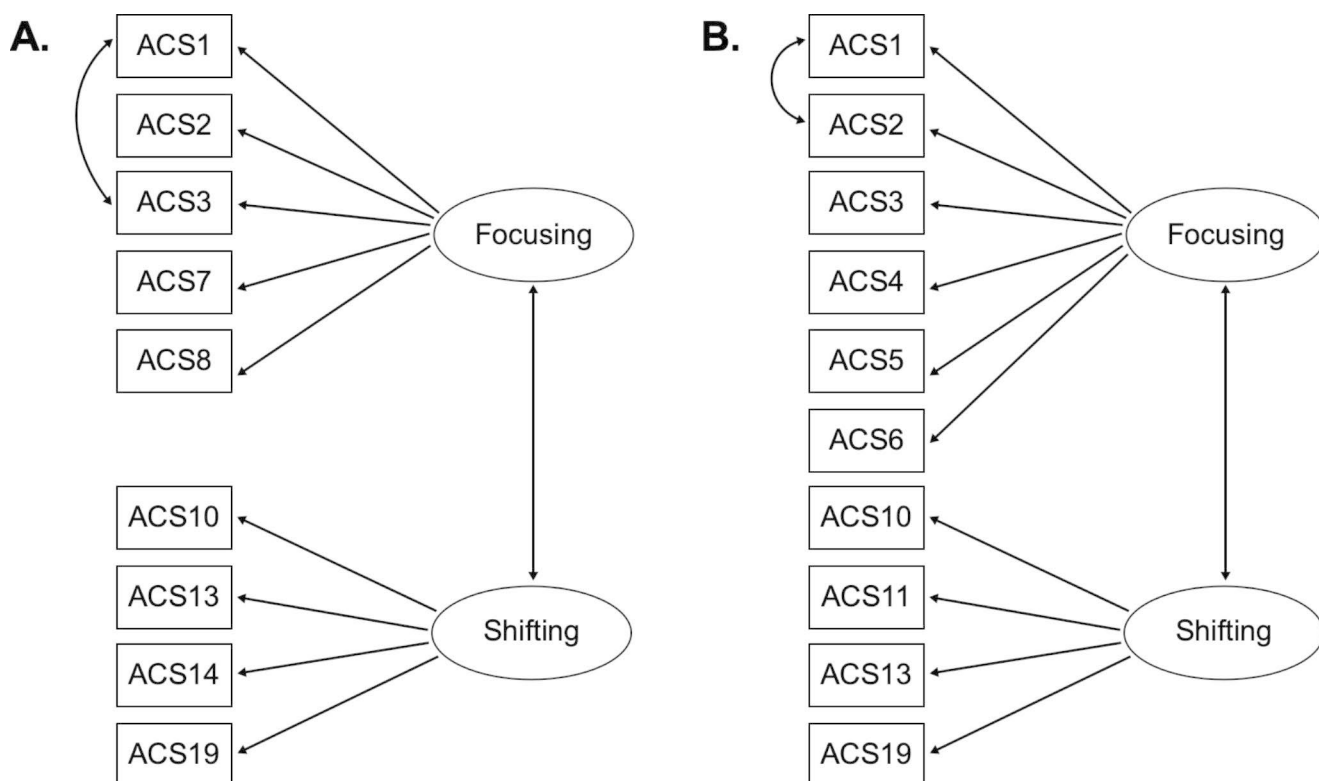 A.
ACS1
ACS2
ACS3
ACS7
ACS8
Focusing
ACS10
ACS13
ACS14
ACS19
Shifting
B.
ACS1
ACS2
ACS3
ACS4
ACS5
ACS6
Focusing
ACS10
ACS11
ACS13
ACS19
Shifting